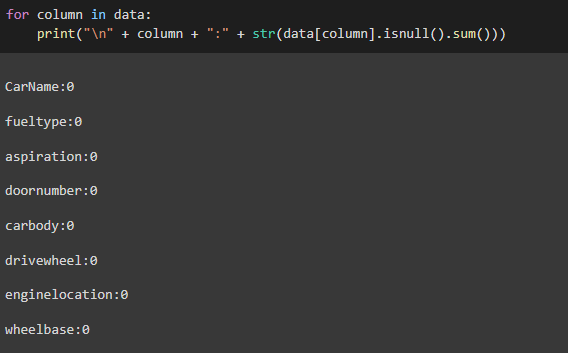 for column in data:
    print("\n" + column + ":" + str(data[column].isnull().sum()))
CarName:0
fueltype:0
aspiration:0
doornumber:0
carbody:0
drivewheel:0
enginelocation:0
wheelbase:0